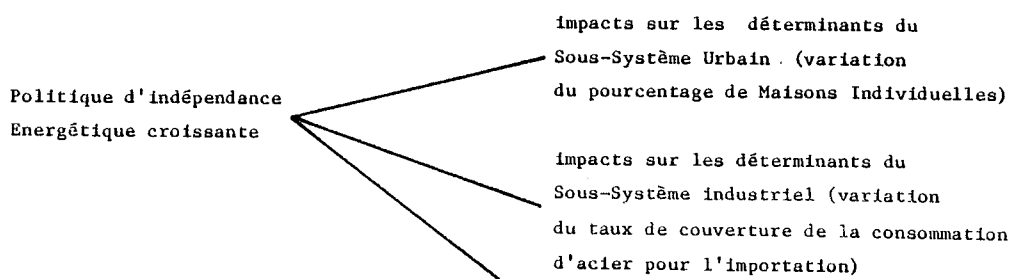 impacts sur les déterminants du
Sous-Système Urbain (variation
du pourcentage de Maisons Individuelles)
Politique d'indépendance
Energétique croissante
impacts sur les déterminants du
Sous-Système industriel (variation
du taux de couverture de la consommation
d'acier pour l'importation)